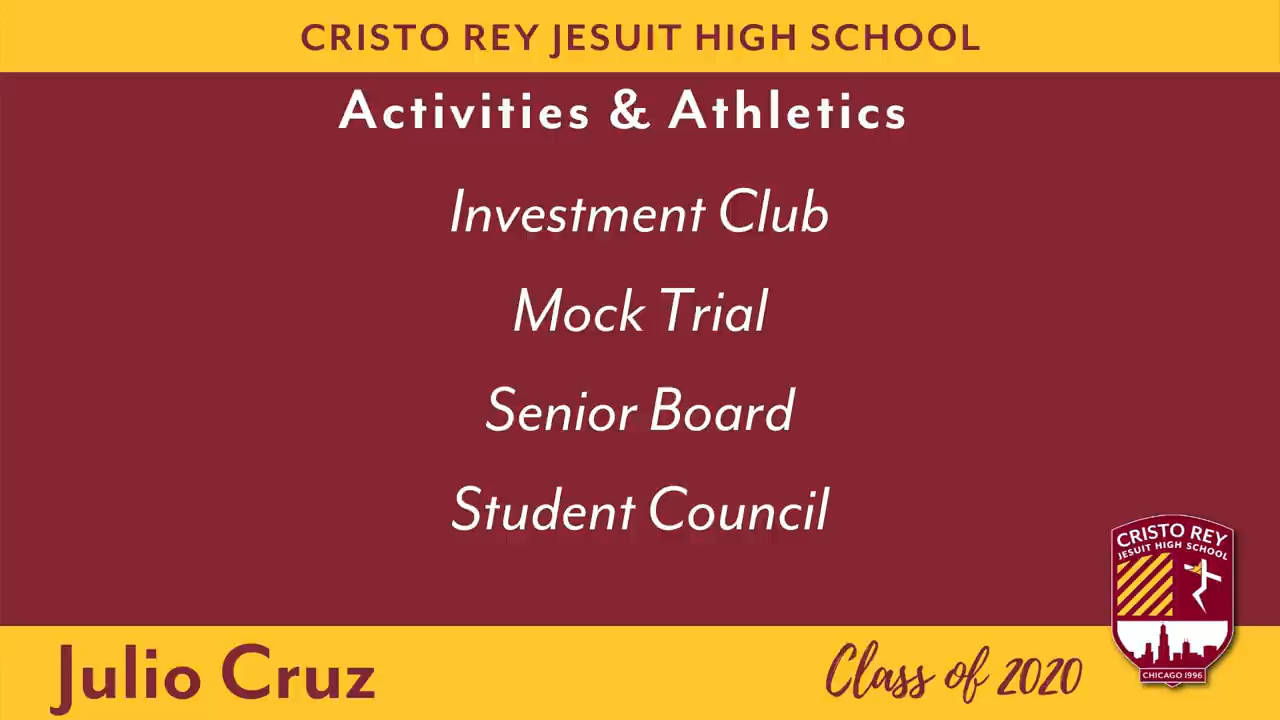 CRISTO REY JESUIT HIGH SCHOOL
Activities & Athletics
Investment Club
Mock Trial
Senior Board
Student Council
CRISTO REY
JESUIT HIGH SCHOOL
CHICAGO 1996
Julio Cruz
Class of 2020